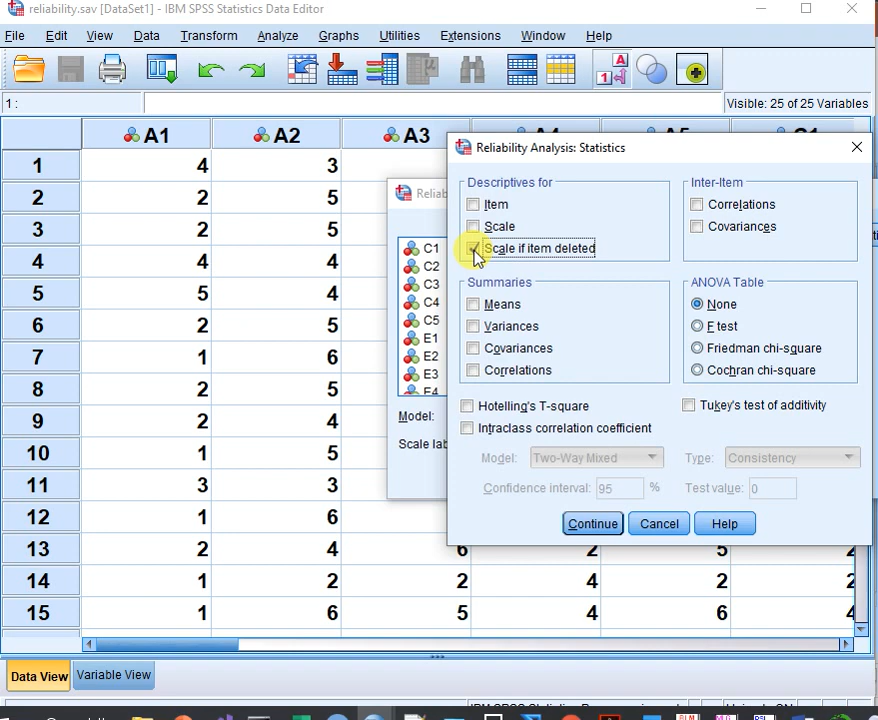 reliability.sav [DataSet1] - IBM SPSS Statistics Data Editor
File Edit View Data Transform Analyze Graphs Utilities Extensions Window Help
1 :
Visible: 25 of 25 Variables
A1 A2 A3
1 4 3
2 2 5
3 2 5
4 4 4
5 5 4
6 2 5
7 1 6
8 2 5
9 2 4
10 1 5
11 3 3
12 1 6
13 2 4 6 2 5 2
14 1 2 2 4 2 2
15 1 6 5 4 6 4
C1
C2
C3
C4
C5
E1
E2
E3
E4
Model:
Reliability Analysis: Statistics
Descriptives for
Item
Scale
Scale if item deleted
Inter-Item
Correlations
Covariances
Summaries
Means
Variances
Covariances
Correlations
ANOVA Table
None
F test
Friedman chi-square
Cochran chi-square
Hotelling's T-square
Tukey's test of additivity
Intraclass correlation coefficient
Model: Two-Way Mixed Type: Consistency
Confidence interval: 95 % Test value: 0
Continue Cancel Help
Data View Variable View